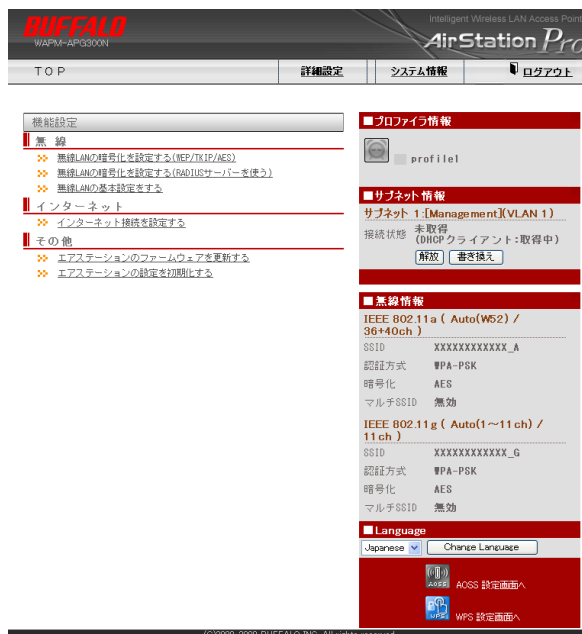 BUFFALO
WAPM-APG300N
Intelligent Wireless LAN Access Point
AirStation Pro
TOP
詳細設定
システム情報
ログアウト
機能設定
無 線
無線LANの暗号化を設定する(WEP/TKIP/AES)
無線LANの暗号化を設定する(RADIUSサーバーを使う)
無線LANの基本設定をする
インターネット
インターネット接続を設定する
その他
エアステーションのファームウェアを更新する
エアステーションの設定を初期化する
■プロファイラ情報
profile1
■サブネット情報
サブネット 1:[Management](VLAN 1)
接続状態 未取得
(DHCPクライアント:取得中)
解放 書き換え
■無線情報
IEEE 802.11a ( Auto(W52) /
36+40ch )
SSID XXXXXXXXXXXX_A
認証方式 WPA-PSK
暗号化 AES
マルチSSID 無効
IEEE 802.11g ( Auto(1～11ch) /
11ch )
SSID XXXXXXXXXXXX_G
認証方式 WPA-PSK
暗号化 AES
マルチSSID 無効
■Language
Japanese Change Language
AOSS AOSS 設定画面へ
WPS WPS 設定画面へ